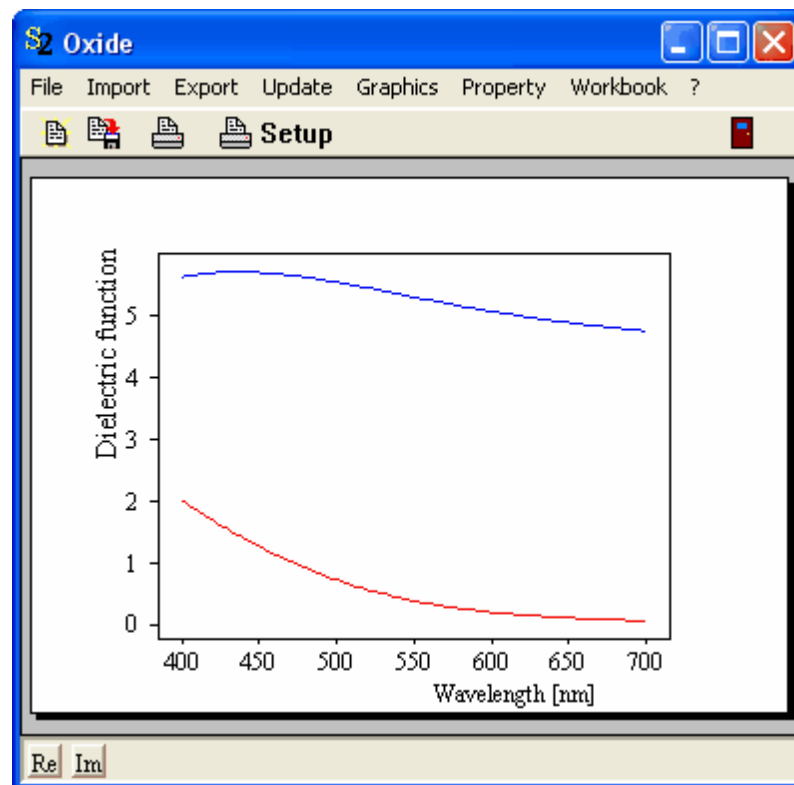 S2 Oxide
File Import Export Update Graphics Property Workbook ?
Setup
Dielectric function
5
4
3
2
1
0
400 450 500 550 600 650 700
Wavelength [nm]
Re Im